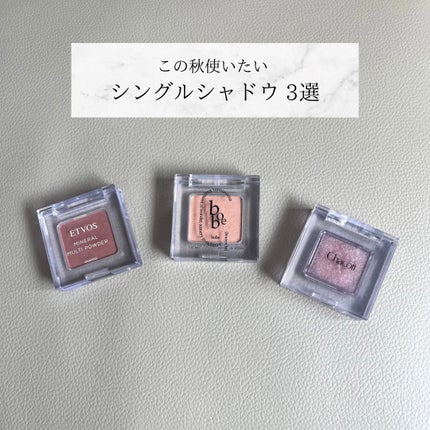 この秋使いたい
シングルシャドウ 3選
ETVOS
MINERAL
MULTI POWDER
b
b
e
Chacott